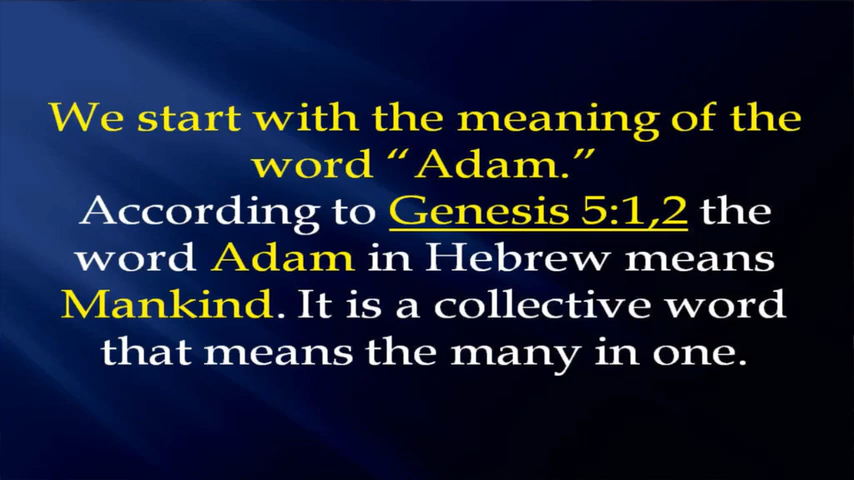 We start with the meaning of the
word “Adam.”
According to Genesis 5:1,2 the
word Adam in Hebrew means
Mankind. It is a collective word
that means the many in one.